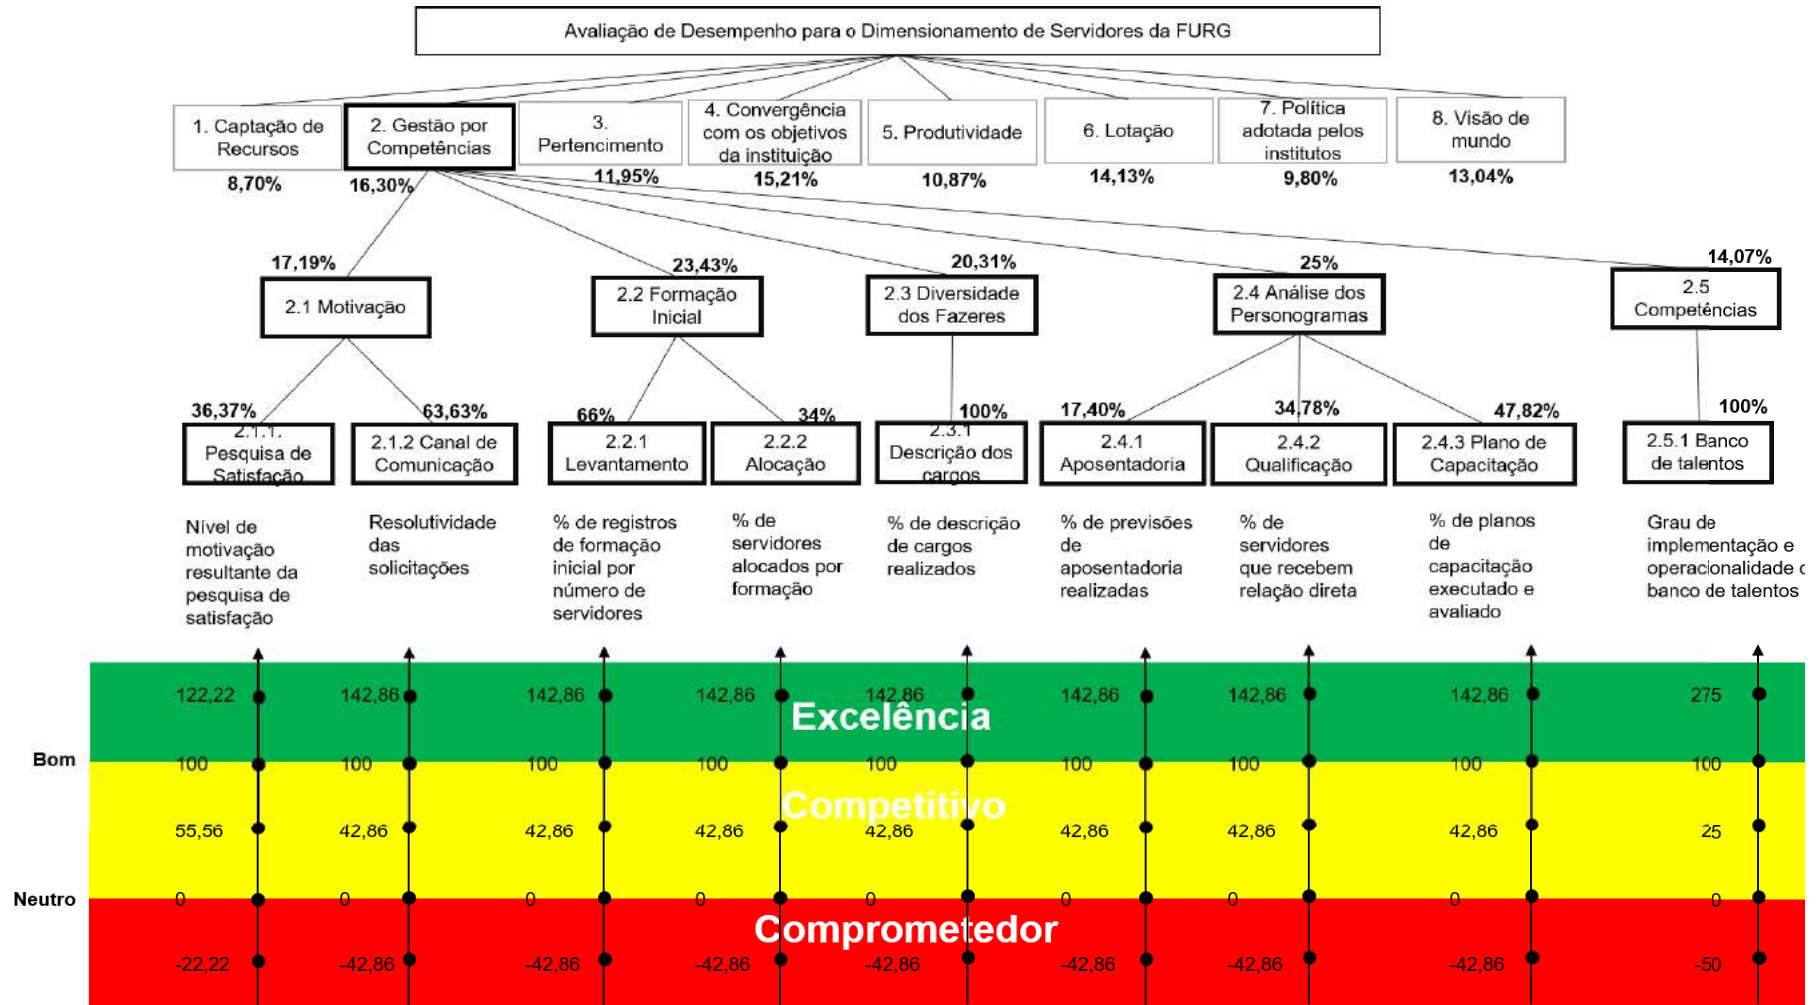 Avaliação de Desempenho para o Dimensionamento de Servidores da FURG
1. Captação de
Recursos
2. Gestão por
Competências
3.
Pertencimento
4. Convergência
com os objetivos
da instituição
5. Produtividade
6. Lotação
7. Política
adotada pelos
institutos
8. Visão de
mundo
8,70%
16,30%
11,95%
15,21%
10,87%
14,13%
9,80%
13,04%
17,19%
23,43%
20,31%
25%
14,07%
2.1 Motivação
2.2 Formação
Inicial
2.3 Diversidade
dos Fazeres
2.4 Análise dos
Personogramas
2.5
Competências
36,37%
63,63%
66%
34%
100%
17,40%
34,78%
47,82%
100%
2.1.1.
Pesquisa de
Satisfação
2.1.2 Canal de
Comunicação
2.2.1
Levantamento
2.2.2
Alocação
2.3.1
Descrição dos
cargos
2.4.1
Aposentadoria
2.4.2
Qualificação
2.4.3 Plano de
Capacitação
2.5.1 Banco
de talentos
Nível de
motivação
resultante da
pesquisa de
satisfação
Resolutividade
das
solicitações
% de registros
de formação
inicial por
número de
servidores
% de
servidores
alocados por
formação
% de descrição
de cargos
realizados
% de previsões
de
aposentadoria
realizadas
% de
servidores
que recebem
relação direta
% de planos
de
capacitação
executado e
avaliado
Grau de
implementação e
operacionalidade
banco de talentos
122,22 142,86 142,86 142,86 142,86 142,86 142,86 142,86 275
Excelência
Bom
100 100 100 100 100 100 100 100 100
Competitivo
55,56 42,86 42,86 42,86 42,86 42,86 42,86 42,86 25
Neutro
0 0 0 0 0 0 0 0 0
Comprometedor
-22,22 -42,86 -42,86 -42,86 -42,86 -42,86 -42,86 -42,86 -50